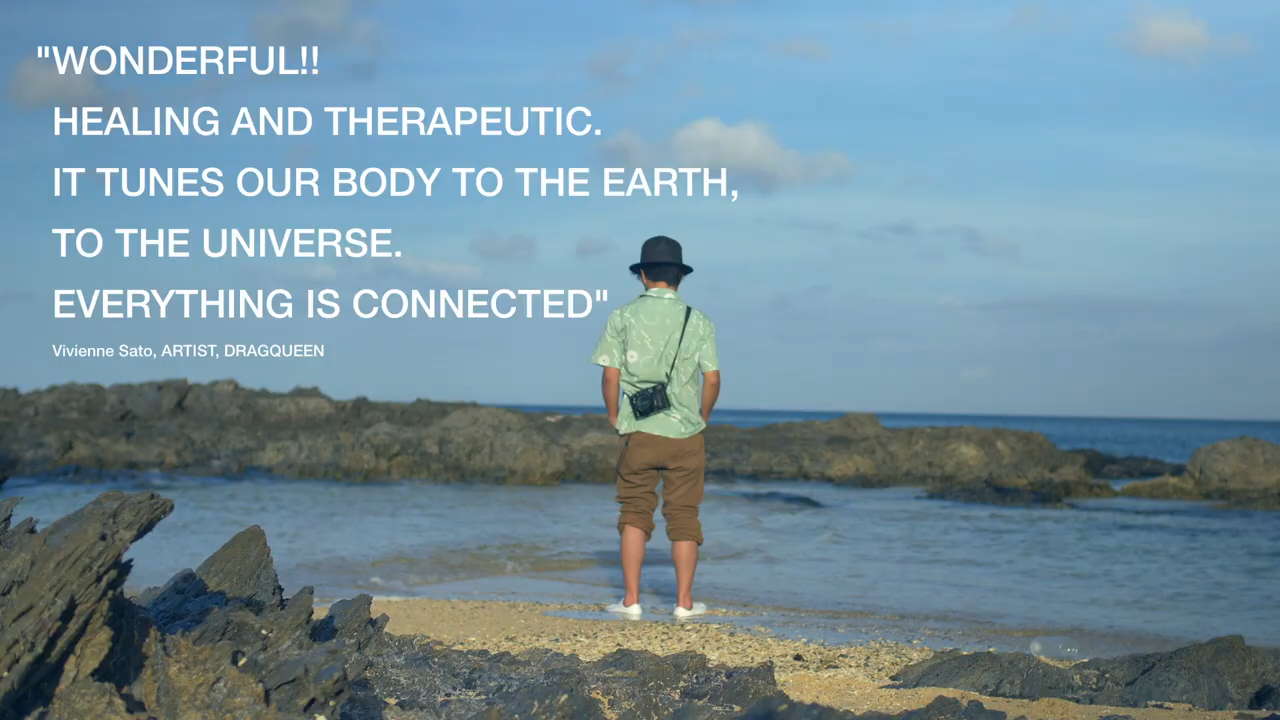 "WONDERFUL!!
HEALING AND THERAPEUTIC.
IT TUNES OUR BODY TO THE EARTH,
TO THE UNIVERSE.
EVERYTHING IS CONNECTED"
Vivienne Sato, ARTIST, DRAGQUEEN